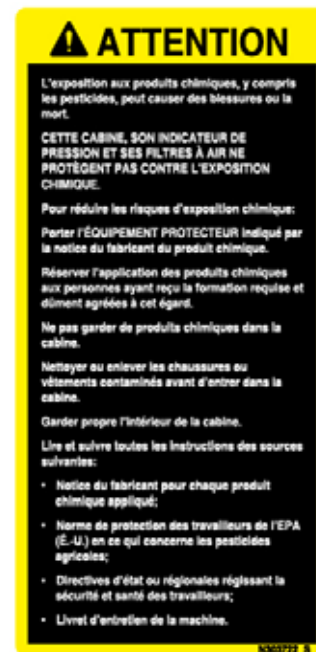 ATTENTION
L'exposition aux produits chimiques, y compris
les pesticides, peut causer des blessures ou la
mort.
CETTE CABINE, SON INDICATEUR DE
PRESSION ET SES FILTRES À AIR NE
PROTÈGENT PAS CONTRE L'EXPOSITION
CHIMIQUE.
Pour réduire les risques d'exposition chimique:
Porter l'ÉQUIPEMENT PROTECTEUR indiqué par
la notice du fabricant du produit chimique.
Réserver l'application des produits chimiques
aux personnes ayant reçu la formation requise et
dûment agréées à cet égard.
Ne pas garder de produits chimiques dans la
cabine.
Nettoyer ou enlever les chaussures ou
vêtements contaminés avant d'entrer dans la
cabine.
Garder propre l'intérieur de la cabine.
Lire et suivre toutes les instructions des sources
suivantes:
• Notice du fabricant pour chaque produit
chimique appliqué;
• Norme de protection des travailleurs de l'EPA
(É.-U.) en ce qui concerne les pesticides
agricoles;
• Directives d'état ou régionales régissant la
sécurité et santé des travailleurs;
• Livret d'entretien de la machine.